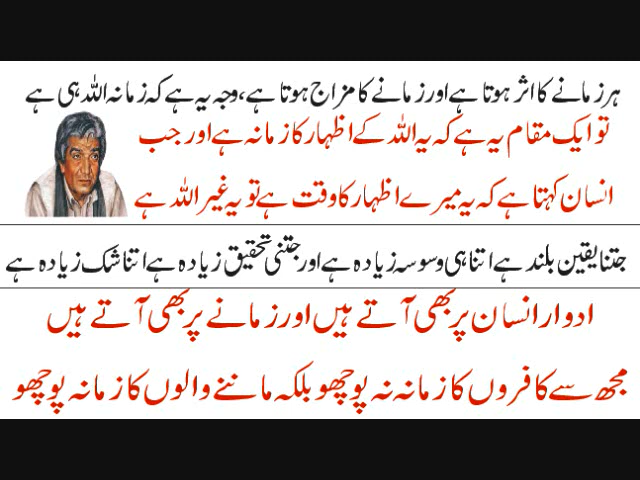 ہر زمانے کا اثر ہوتا ہے اور زمانے کا مزاج ہوتا ہے، وجہ یہ ہے کہ زمانہ اللہ ہی ہے
تو ایک مقام یہ ہے کہ یہ اللہ کے اظہار کا زمانہ ہے اور جب
انسان کہتا ہے کہ یہ میرے اظہار کا وقت ہے تو یہ غیر اللہ ہے
جتنا یقین بلند ہے اتنا ہی وسوسہ زیادہ ہے اور جتنی تحقیق زیادہ ہے اتنا شک زیادہ ہے
ادوار انسان پر بھی آتے ہیں اور زمانے پر بھی آتے ہیں
مجھ سے کافروں کا زمانہ نہ پوچھو بلکہ ماننے والوں کا زمانہ پوچھو